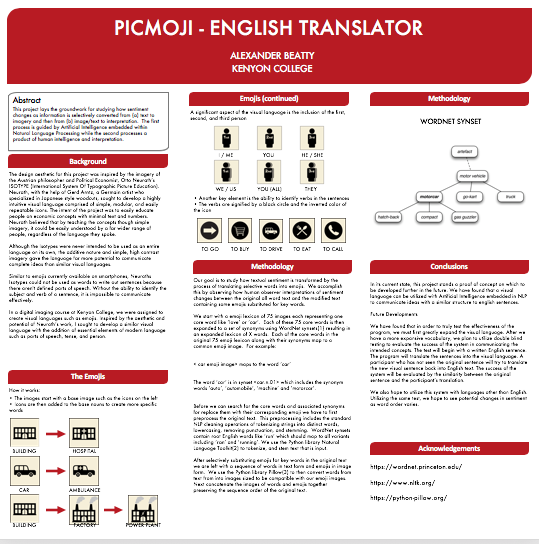 PICMOJI - ENGLISH TRANSLATOR
ALEXANDER BEATTY
KENYON COLLEGE
Abstract
This project lays the groundwork for studying how sentiment
changes as information is selectively converted from (a) text to
imagery and then from (b) image/text to interpretation. The first
process is guided by Artificial Intelligence embedded within
Natural Language Processing while the second processes a
product of human intelligence and interpretation.
Background
The design aesthetic for this project was inspired by the imagery of
the Austrian philosopher and Political Economist, Otto Neurath's
ISOTYPE (International System Of Typographic Picture Education).
Neurath, with the help of Gerd Arntz, a Germain artist who
specialized in Japanese style woodcuts, sought to develop a highly
intuitive visual language comprised of simple, modular, and easily
repeatable icons. The intent of the project was to easily educate
people on economic concepts with minimal text and numbers.
Neurath believed that by teaching the concepts though simple
imagery, it could be easily understood by a far wider range of
people, regardless of the language they spoke.
Although the isotypes were never intended to be used as an entire
language on its own, the additive nature and simple, high contrast
imagery gave the language far more potential to communicate
complete ideas than similar visual languages.
Similar to emojis currently available on smartphones, Neuraths
Isotypes could not be used as words to write out sentences because
there aren't defined parts of speech. Without the ability to identify the
subject and verb of a sentence, it is impossible to communicate
effectively.
In a digital imaging course at Kenyon College, we were assigned to
create visual languages such as emojis. Inspired by the aesthetic and
potential of Neurath's work, I sought to develop a similar visual
language with the addition of essential elements of modern language
such as parts of speech, tense, and person.
The Emojis
How it works:
• The images start with a base image such as the icons on the left
• Icons are then added to the base nouns to create more specific
words
BUILDING HOSPITAL
CAR AMBULANCE
BUILDING FACTORY POWER PLANT
Emojis (continued)
A significant aspect of the visual language is the inclusion of the first,
second, and third person
I / ME YOU HE / SHE
WE / US YOU (ALL) THEY
• Another key element is the ability to identify verbs in the sentences
• The verbs are signified by a black circle and the inverted color of
the icon
TO GO TO BUY TO DRIVE TO EAT TO CALL
Methodology
Our goal is to study how textual sentiment is transformed by the
process of translating selective words into emojis. We accomplish
this by observing how human observer interpretations of sentiment
changes between the original all word text and the modified text
containing some emojis substituted for key words.
We start with a emoji lexicon of 75 images each representing one
core word like 'love' or 'car'. Each of these 75 core words is then
expanded to a set of synonyms using WordNet synsets(1) resulting in
an expanded lexicon of X words. Each of the core words in the
original 75 emoji lexicon along with their synonyms map to a
common emoji image. For example:
< car emoji image> maps to the word 'car'
The word 'car' is in synset <car.n.01> which includes the synonym
words 'auto', 'automobile', 'machine' and 'motorcar'.
Before we can search for the core words and associated synonyms
for replace them with their corresponding emoji we have to first
preprocess the original text. This preprocessing includes the standard
NLP cleaning operations of tokenizing strings into distinct words,
lowercasing, removing punctuation, and stemming. WordNet synsets
contain root English words like 'run' which should map to all variants
including 'ran' and 'running'. We use the Python library Natural
Language Toolkit(2) to tokenize, and stem text that is input.
After selectively substituting emojis for key words in the original text
we are left with a sequence of words in text form and emojis in image
form. We use the Python library Pillow(3) to then convert words from
text into images sized to be compatible with our emoji images.
Next concatenate the images of words and emojis together
preserving the sequence order of the original text.
Methodology
WORDNET SYNSET
artefact
motor vehicle
motorcar go-kart truck
hatch-back compact gas guzzler
Conclusions
In its current state, this project stands a proof of concept on which to
be developed further in the future. We have found that a visual
language can be utilized with Artificial Intelligence embedded in NLP
to communicate ideas with a similar structure to english sentences.
Future Developments
We have found that in order to truly test the effectiveness of the
program, we must first greatly expand the visual language. After we
have a more expansive vocabulary, we plan to utilize double blind
testing to evaluate the success of the system in communicating the
intended concepts. The test will begin with a written English sentence.
The program will translate the sentences into the visual language. A
participant who has not seen the original sentence will try to translate
the new visual sentence back into English text. The success of the
system will be evaluated by the similarity between the original
sentence and the participant's translation.
We also hope to utilize this system with languages other than English.
Utilizing the same test, we hope to see potential changes in sentiment
as word order varies.
Acknowledgements
https://wordnet.princeton.edu/
https://www.nltk.org/
https://python-pillow.org/